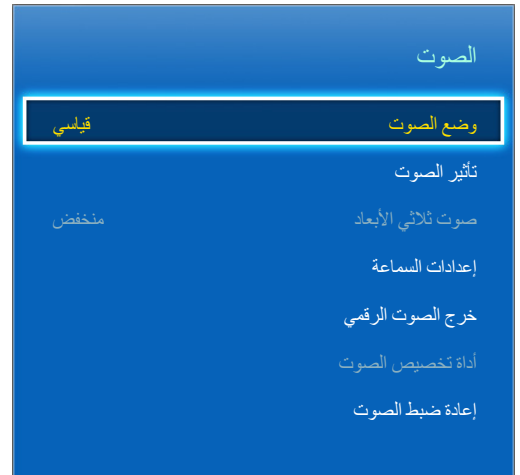 الصوت
وضع الصوت قياسي
تأثير الصوت
صوت ثلاثي الأبعاد منخفض
إعدادات السماعة
خرج الصوت الرقمي
أداة تخصيص الصوت
إعادة ضبط الصوت